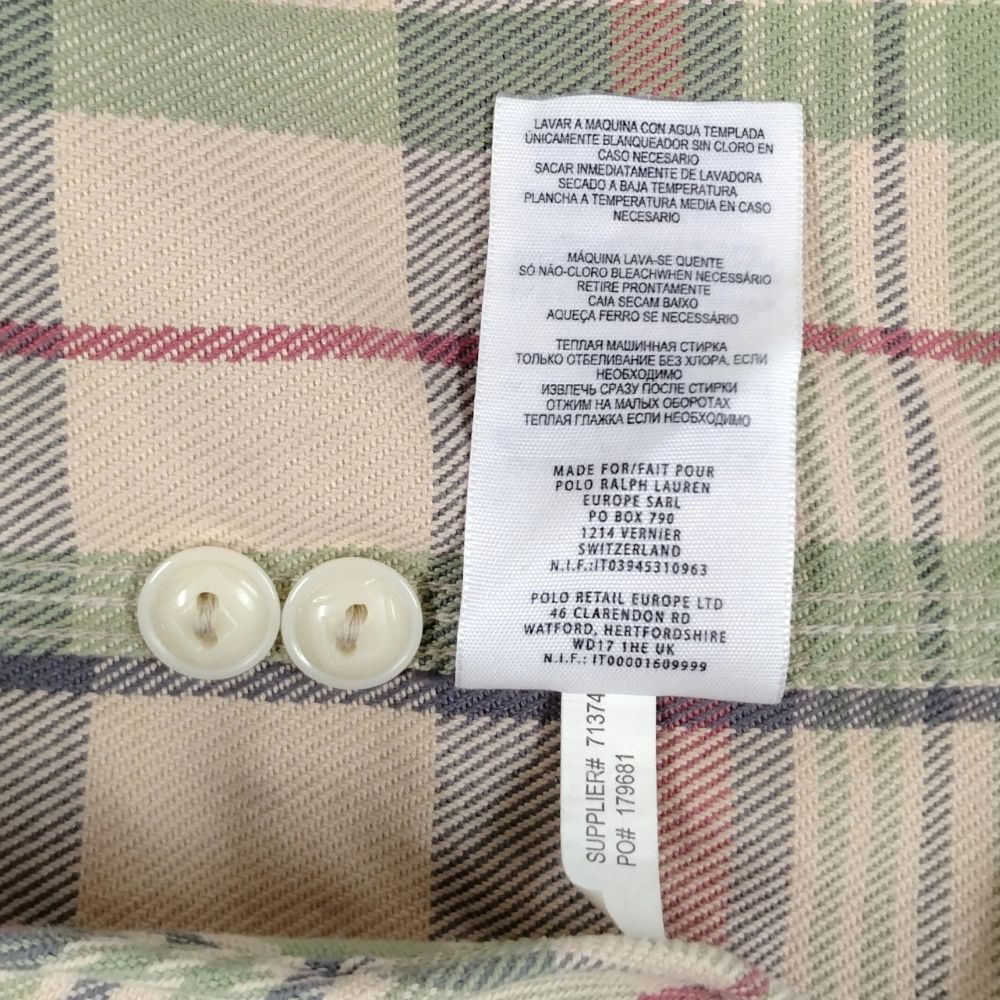 LAVAR A MAQUINA CON AGUA TEMPLADA
ÚNICAMENTE BLANQUEADOR SIN CLORO EN
CASO NECESARIO
SACAR INMEDIATAMENTE DE LAVADORA
SECADO A BAJA TEMPERATURA
PLANCHA A TEMPERATURA MEDIA EN CASO
NECESARIO
MÁQUINA LAVA-SE QUENTE
SÓ NÃO-CLORO BLEACHWHEN NECESSÁRIO
RETIRE PRONTAMENTE
CAIA SECAM BAIXO
AQUEÇA FERRO SE NECESSÁRIO
ТЕПЛАЯ МАШИННАЯ СТИРКА
ТОЛЬКО ОТБЕЛИВАНИЕ БЕЗ ХЛОРА, ЕСЛИ
НЕОБХОДИМО
ИЗВЛЕЧЬ СРАЗУ ПОСЛЕ СТИРКИ
ОТЖИМ НА МАЛЫХ ОБОРОТАХ
ТЕПЛАЯ ГЛАЖКА ЕСЛИ НЕОБХОДИМО
MADE FOR/FAIT POUR
POLO RALPH LAUREN
EUROPE SARL
PO BOX 790
1214 VERNIER
SWITZERLAND
N.I.F.:IT03945310963
POLO RETAIL EUROPE LTD
46 CLARENDON RD
WATFORD, HERTFORDSHIRE
WD17 1HE UK
N.I.F.: IT00001609999
SUPPLIER# 71374
PO# 179681